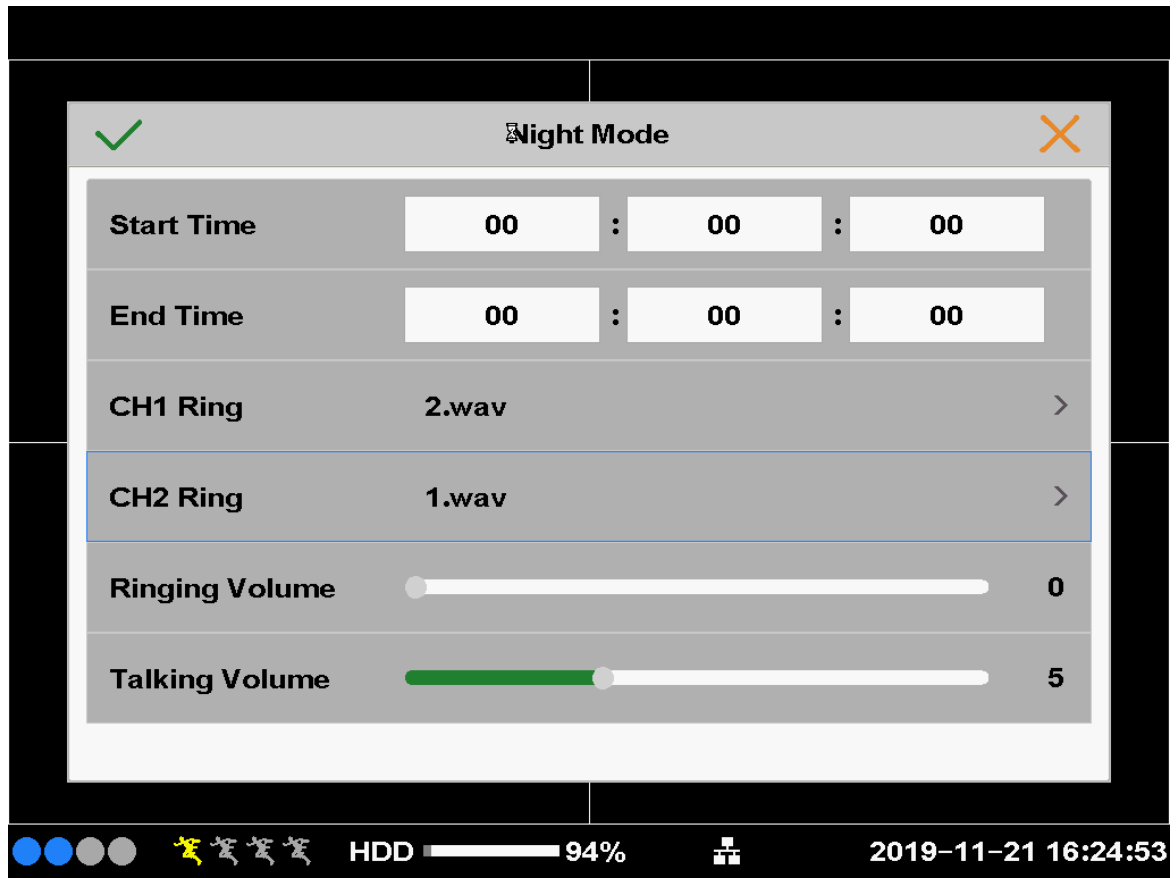 Night Mode
Start Time 00 : 00 : 00
End Time 00 : 00 : 00
CH1 Ring 2.wav >
CH2 Ring 1.wav >
Ringing Volume 0
Talking Volume 5
HDD 94% 2019-11-21 16:24:53